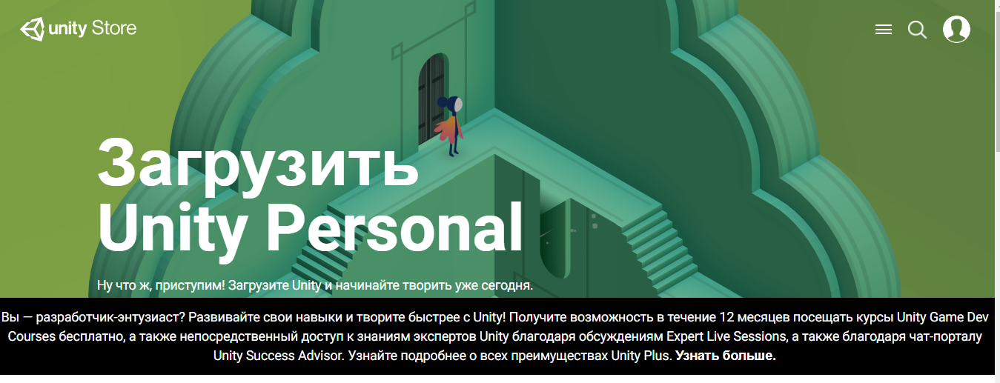 unity Store
Загрузить
Unity Personal
Ну что ж, приступим! Загрузите Unity и начинайте творить уже сегодня.
Вы — разработчик-энтузиаст? Развивайте свои навыки и творите быстрее с Unity! Получите возможность в течение 12 месяцев посещать курсы Unity Game Dev
Courses бесплатно, а также непосредственный доступ к знаниям экспертов Unity благодаря обсуждениям Expert Live Sessions, а также благодаря чат-порталу
Unity Success Advisor. Узнайте подробнее о всех преимуществах Unity Plus. Узнать больше.